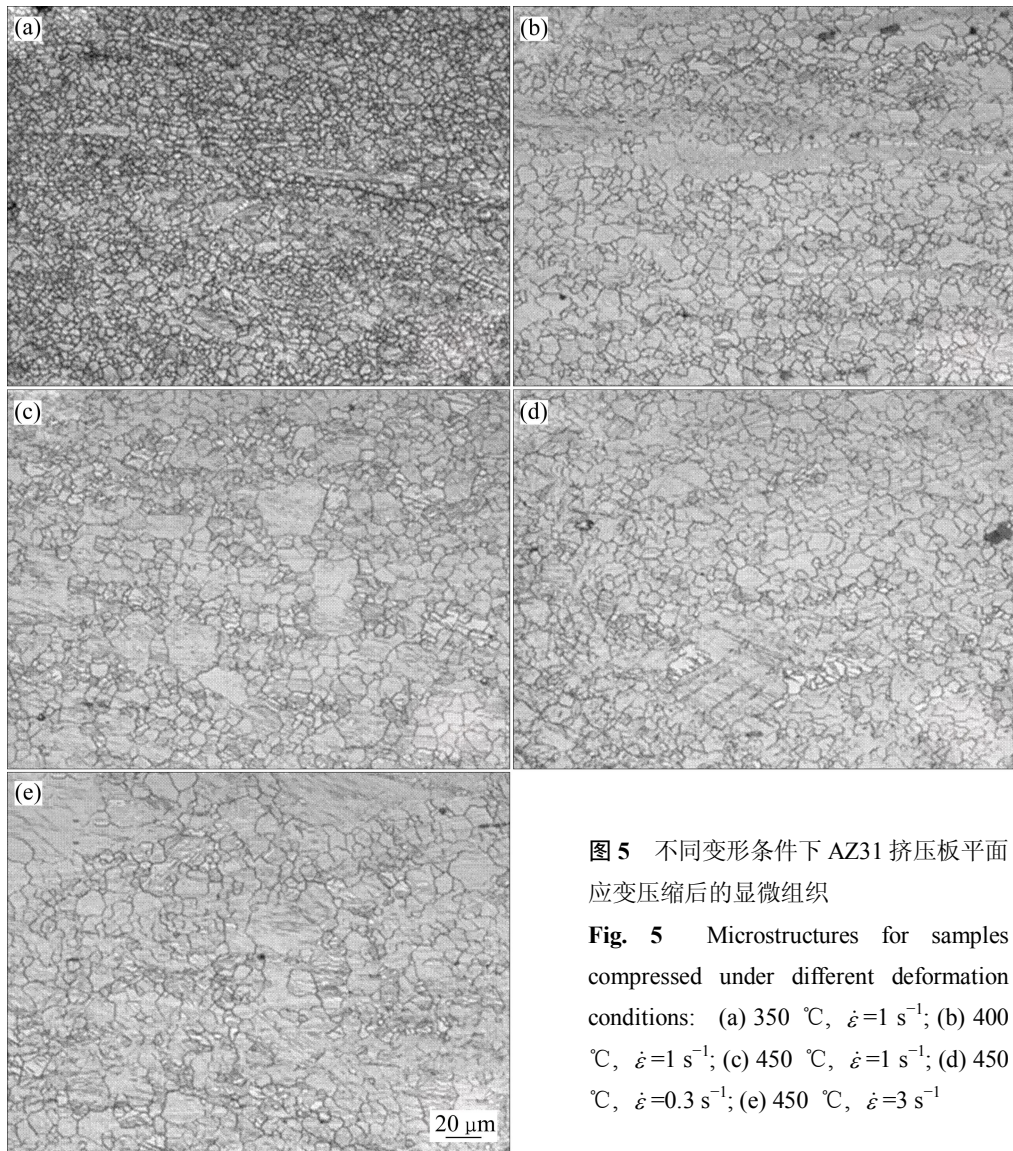 (a)
(b)
(c)
(d)
(e)
20 μm
图 5 不同变形条件下 AZ31 挤压板平面
应变压缩后的显微组织
Fig. 5 Microstructures for samples
compressed under different deformation
conditions: (a) 350 ℃, ε̇=1 s⁻¹; (b) 400
℃, ε̇=1 s⁻¹; (c) 450 ℃, ε̇=1 s⁻¹; (d) 450
℃, ε̇=0.3 s⁻¹; (e) 450 ℃, ε̇=3 s⁻¹